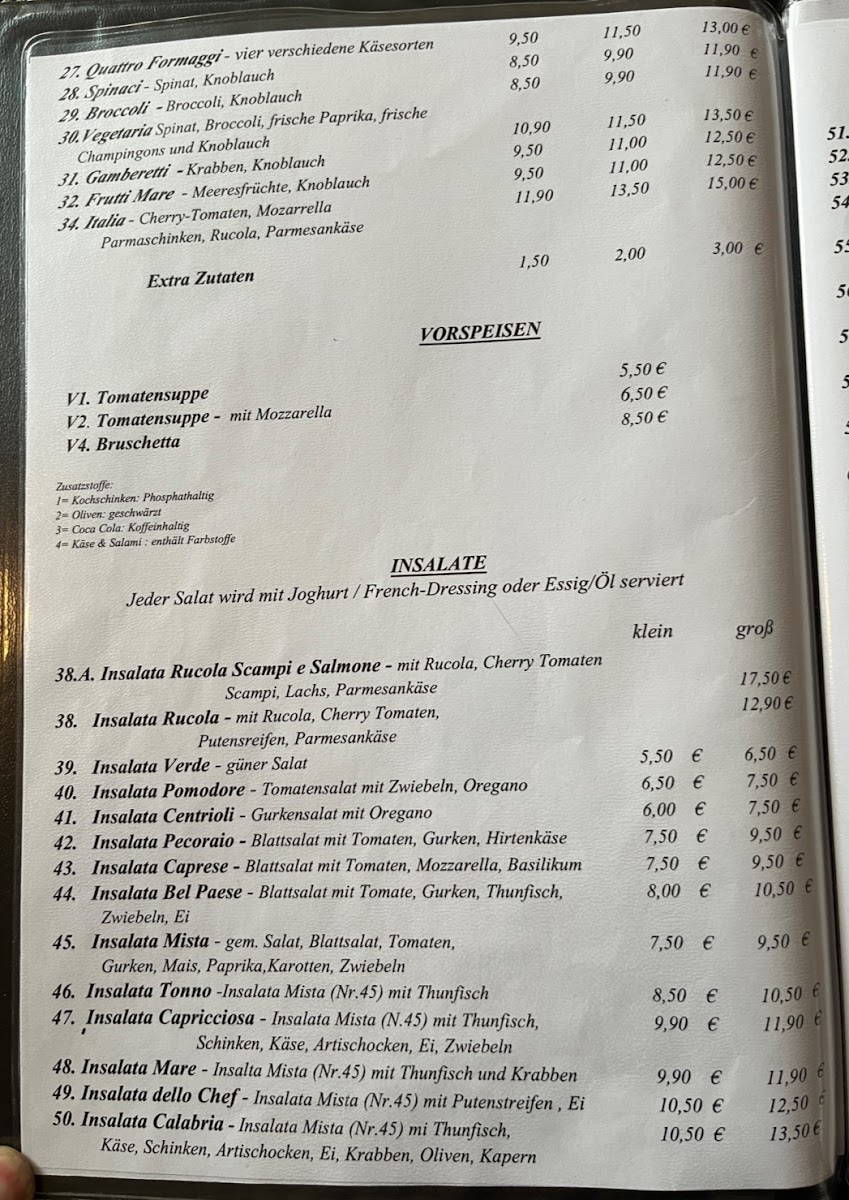 27. Quattro Formaggi - vier verschiedene Käsesorten 9,50 11,50 13,00 €
28. Spinaci - Spinat, Knoblauch 8,50 9,90 11,90 €
29. Broccoli - Broccoli, Knoblauch 8,50 9,90 11,90 €
30. Vegetaria Spinat, Broccoli, frische Paprika, frische
Champingons und Knoblauch 10,90 11,50 13,50 €
31. Gamberetti - Krabben, Knoblauch 9,50 11,00 12,50 €
32. Frutti Mare - Meeresfrüchte, Knoblauch 9,50 11,00 12,50 €
34. Italia - Cherry-Tomaten, Mozarrella 11,90 13,50 15,00 €
Parmaschinken, Rucola, Parmesankäse
Extra Zutaten 1,50 2,00 3,00 €
VORSPEISEN
V1. Tomatensuppe 5,50 €
V2. Tomatensuppe - mit Mozzarella 6,50 €
V4. Bruschetta 8,50 €
Zusatzstoffe:
1= Kochschinken: Phosphathaltig
2= Oliven: geschwärzt
3= Coca Cola: Koffeinhaltig
4= Käse & Salami : enthält Farbstoffe
INSALATE
Jeder Salat wird mit Joghurt / French-Dressing oder Essig/Öl serviert
klein groß
38.A. Insalata Rucola Scampi e Salmone - mit Rucola, Cherry Tomaten
Scampi, Lachs, Parmesankäse 17,50 €
38. Insalata Rucola - mit Rucola, Cherry Tomaten, 12,90 €
Putensreifen, Parmesankäse
39. Insalata Verde - güner Salat 5,50 € 6,50 €
40. Insalata Pomodore - Tomatensalat mit Zwiebeln, Oregano 6,50 € 7,50 €
41. Insalata Centrioli - Gurkensalat mit Oregano 6,00 € 7,50 €
42. Insalata Pecoraio - Blattsalat mit Tomaten, Gurken, Hirtenkäse 7,50 € 9,50 €
43. Insalata Caprese - Blattsalat mit Tomaten, Mozzarella, Basilikum 7,50 € 9,50 €
44. Insalata Bel Paese - Blattsalat mit Tomate, Gurken, Thunfisch, 8,00 € 10,50 €
Zwiebeln, Ei
45. Insalata Mista - gem. Salat, Blattsalat, Tomaten, 7,50 € 9,50 €
Gurken, Mais, Paprika,Karotten, Zwiebeln
46. Insalata Tonno -Insalata Mista (Nr.45) mit Thunfisch 8,50 € 10,50 €
47. Insalata Capricciosa - Insalata Mista (N.45) mit Thunfisch, 9,90 € 11,90 €
Schinken, Käse, Artischocken, Ei, Zwiebeln
48. Insalata Mare - Insalta Mista (Nr.45) mit Thunfisch und Krabben 9,90 € 11,90 €
49. Insalata dello Chef - Insalata Mista (Nr.45) mit Putenstreifen , Ei 10,50 € 12,50 €
50. Insalata Calabria - Insalata Mista (Nr.45) mi Thunfisch, 10,50 € 13,50 €
Käse, Schinken, Artischocken, Ei, Krabben, Oliven, Kapern
51.
52.
53
54